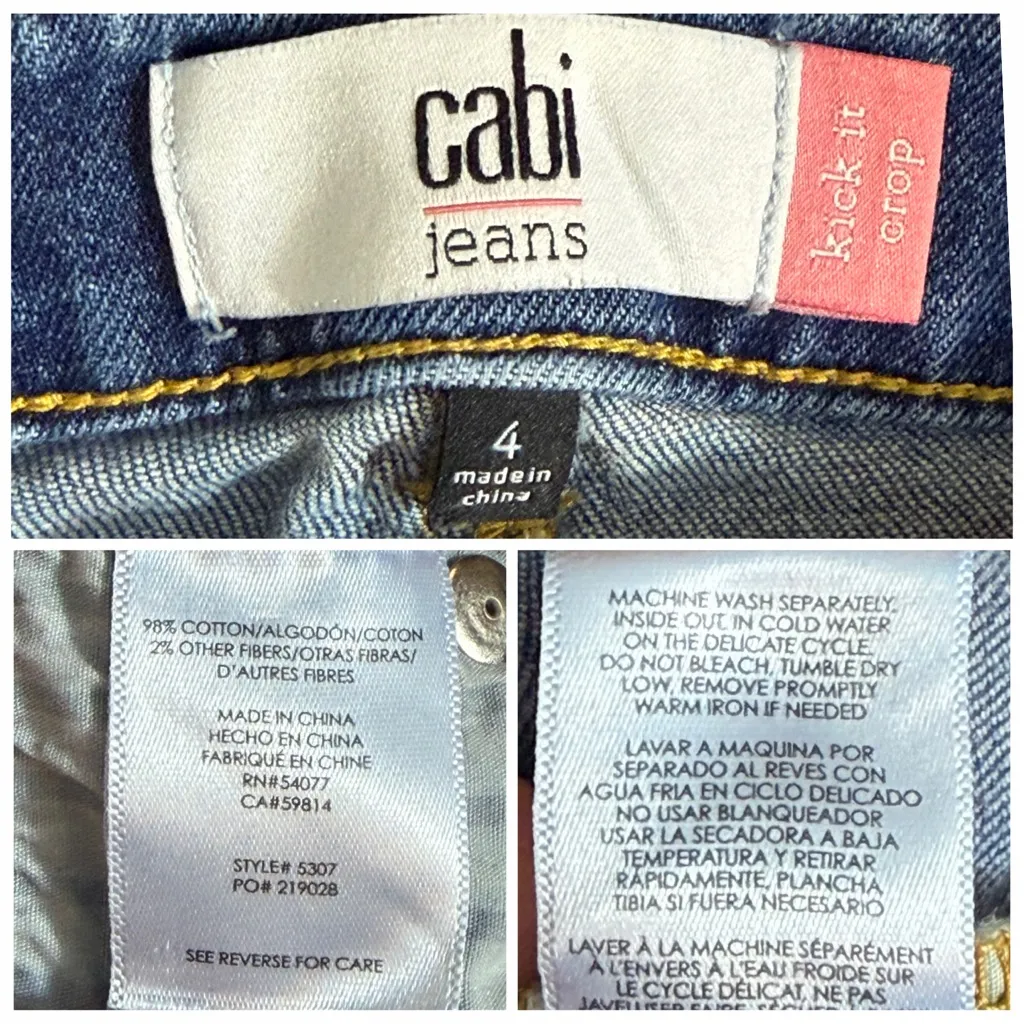 cabi
jeans
kick it
crop
4
made in
china
98% COTTON/ALGODÓN/COTON
2% OTHER FIBERS/OTRAS FIBRAS/
D'AUTRES FIBRES
MADE IN CHINA
HECHO EN CHINA
FABRIQUÉ EN CHINE
RN#54077
CA#59814
STYLE# 5307
PO# 219028
SEE REVERSE FOR CARE
MACHINE WASH SEPARATELY.
INSIDE OUT IN COLD WATER
ON THE DELICATE CYCLE.
DO NOT BLEACH, TUMBLE DRY
LOW, REMOVE PROMPTLY
WARM IRON IF NEEDED
LAVAR A MAQUINA POR
SEPARADO AL REVES CON
AGUA FRIA EN CICLO DELICADO
NO USAR BLANQUEADOR
USAR LA SECADORA A BAJA
TEMPERATURA Y RETIRAR
RÁPIDAMENTE, PLANCHA
TIBIA SI FUERA NECESARIO
LAVER À LA MACHINE SÉPARÉMENT
À L'ENVERS À L'EAU FROIDE SUR
LE CYCLE DÉLICAT, NE PAS